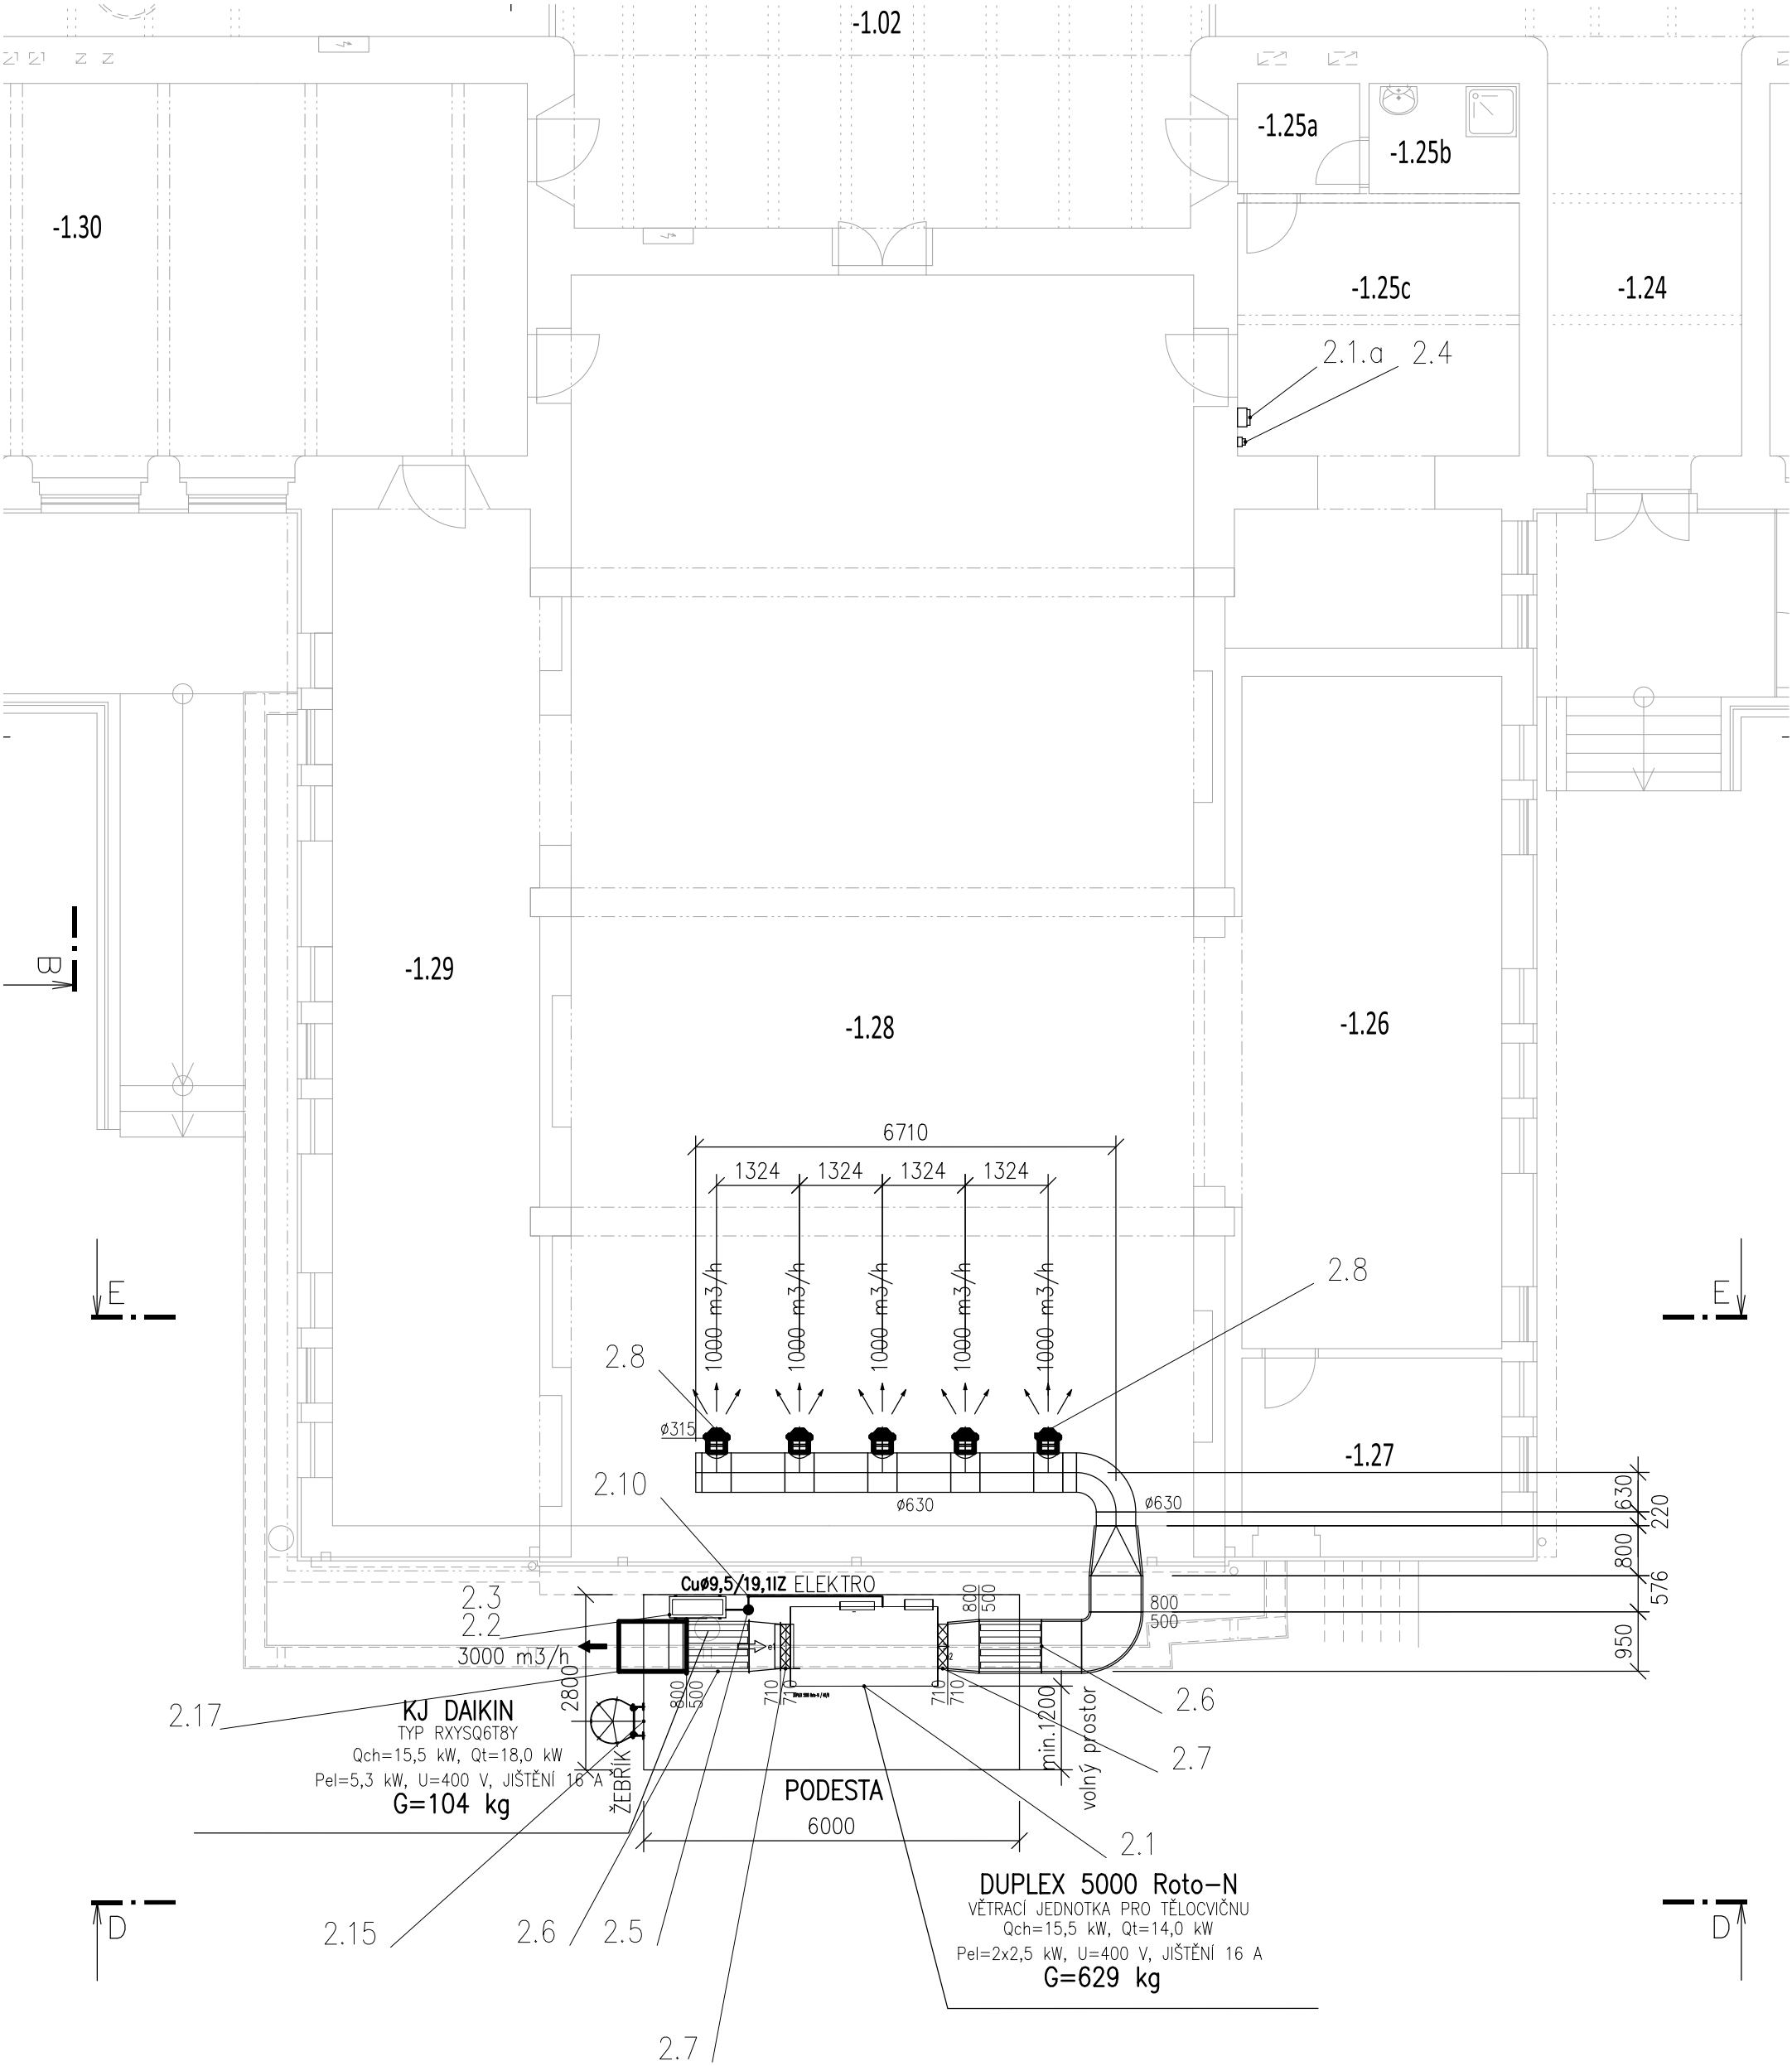 -1.02
-1.25a
-1.25b
-1.30
-1.25c
-1.24
2.1.a
2.4
B
-1.29
-1.28
-1.26
6710
1324
1324
1324
1324
1000 m3/h
1000 m3/h
1000 m3/h
1000 m3/h
1000 m3/h
E
E
2.8
2.8
ø315
-1.27
2.10
ø630
ø630
630
220
800
576
950
Cuø9,5/19,1IZ
ELEKTRO
2.3
2.2
3000 m3/h
800
500
800
500
2800
800
500
710
710
710
710
min.1200
volný prostor
2.6
2.17
KJ DAIKIN
TYP RXYSQ6T8Y
Qch=15,5 kW, Qt=18,0 kW
Pel=5,3 kW, U=400 V, JIŠTĚNÍ 16 A
G=104 kg
ŽEBŘÍK
2.7
PODESTA
6000
2.1
DUPLEX 5000 Roto-N
VĚTRACÍ JEDNOTKA PRO TĚLOCVIČNU
Qch=15,5 kW, Qt=14,0 kW
Pel=2x2,5 kW, U=400 V, JIŠTĚNÍ 16 A
G=629 kg
D
D
2.15
2.6
2.5
2.7